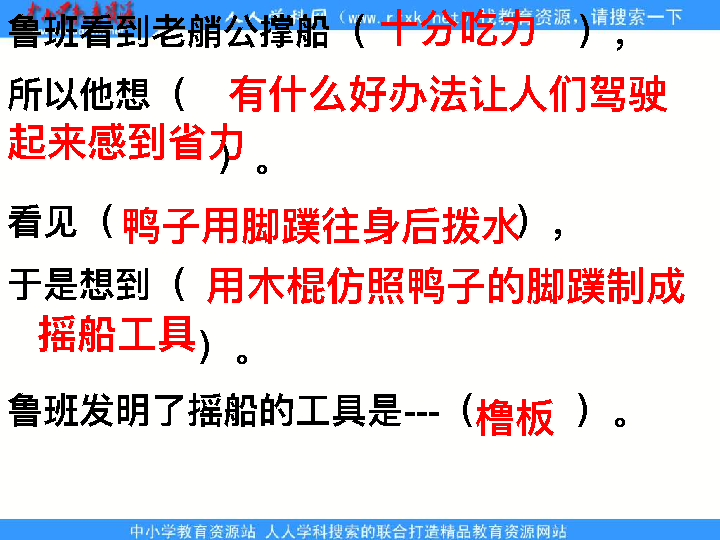 人人学科网（www.rrxk.net）找教育资源，请搜索一下
鲁班看到老艄公撑船（ 十分吃力 ），
所以他想（ 有什么好办法让人们驾驶
起来感到省力 ）。
看见（ 鸭子用脚蹼往身后拨水 ），
于是想到（ 用木棍仿照鸭子的脚蹼制成
摇船工具 ）。
鲁班发明了摇船的工具是---（橹板 ）。
中小学教育资源站 人人学科搜索的联合打造精品教育资源网站